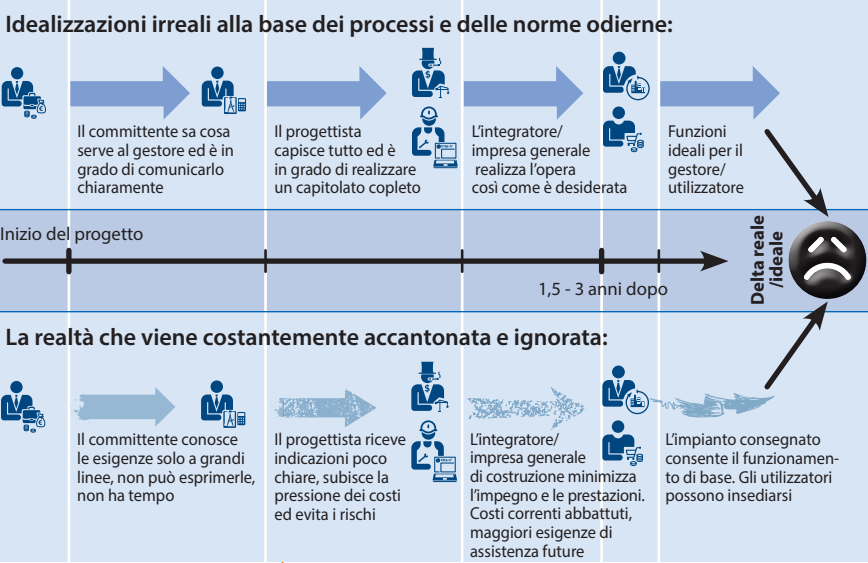 Idealizzazioni irreali alla base dei processi e delle norme odierne:
Il committente sa cosa
serve al gestore ed è in
grado di comunicarlo
chiaramente
Il progettista
capisce tutto ed è
in grado di realizzare
un capitolato copleto
L'integratore/
impresa generale
realizza l'opera
così come è desiderata
Funzioni
ideali per il
gestore/
utilizzatore
Inizio del progetto
1,5 - 3 anni dopo
Delta reale
/ideale
La realtà che viene costantemente accantonata e ignorata:
Il committente conosce
le esigenze solo a grandi
linee, non può esprimerle,
non ha tempo
Il progettista riceve
indicazioni poco
chiare, subisce la
pressione dei costi
ed evita i rischi
L'integratore/
impresa generale
di costruzione minimizza
l'impegno e le prestazioni.
Costi correnti abbattuti,
maggiori esigenze di
assistenza future
L'impianto consegnato
consente il funzionamen-
to di base. Gli utilizzatori
possono insediarsi